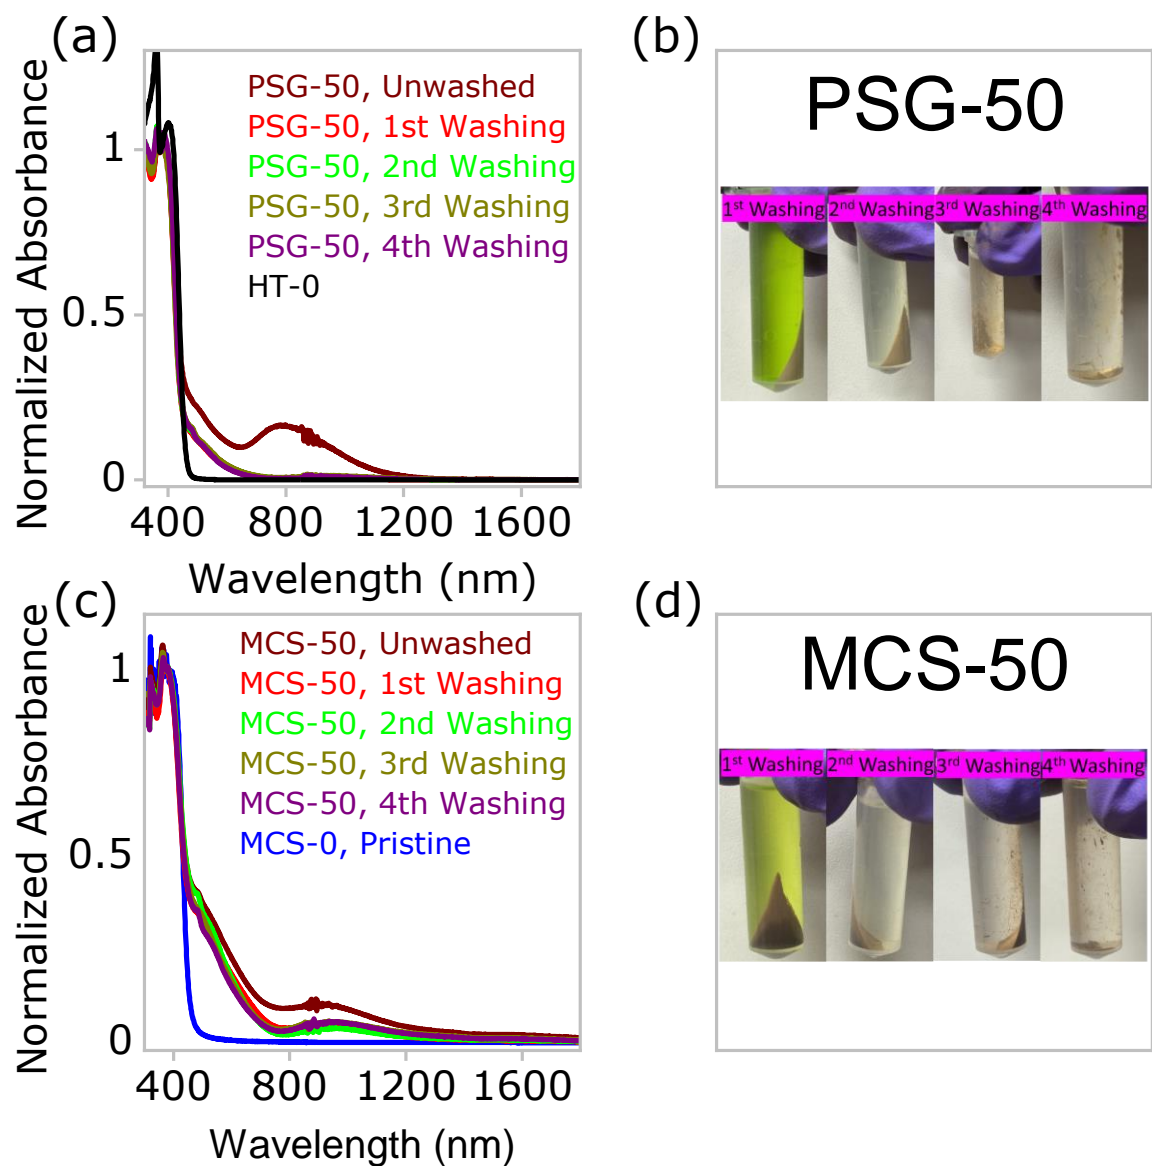 (a)
Normalized Absorbance
1
0.5
0
PSG-50, Unwashed
PSG-50, 1st Washing
PSG-50, 2nd Washing
PSG-50, 3rd Washing
PSG-50, 4th Washing
HT-0
400 800 1200 1600
Wavelength (nm)
(b)
PSG-50
1st Washing 2nd Washing 3rd Washing 4th Washing
(c)
Normalized Absorbance
1
0.5
0
MCS-50, Unwashed
MCS-50, 1st Washing
MCS-50, 2nd Washing
MCS-50, 3rd Washing
MCS-50, 4th Washing
MCS-0, Pristine
400 800 1200 1600
Wavelength (nm)
(d)
MCS-50
1st Washing 2nd Washing 3rd Washing 4th Washing